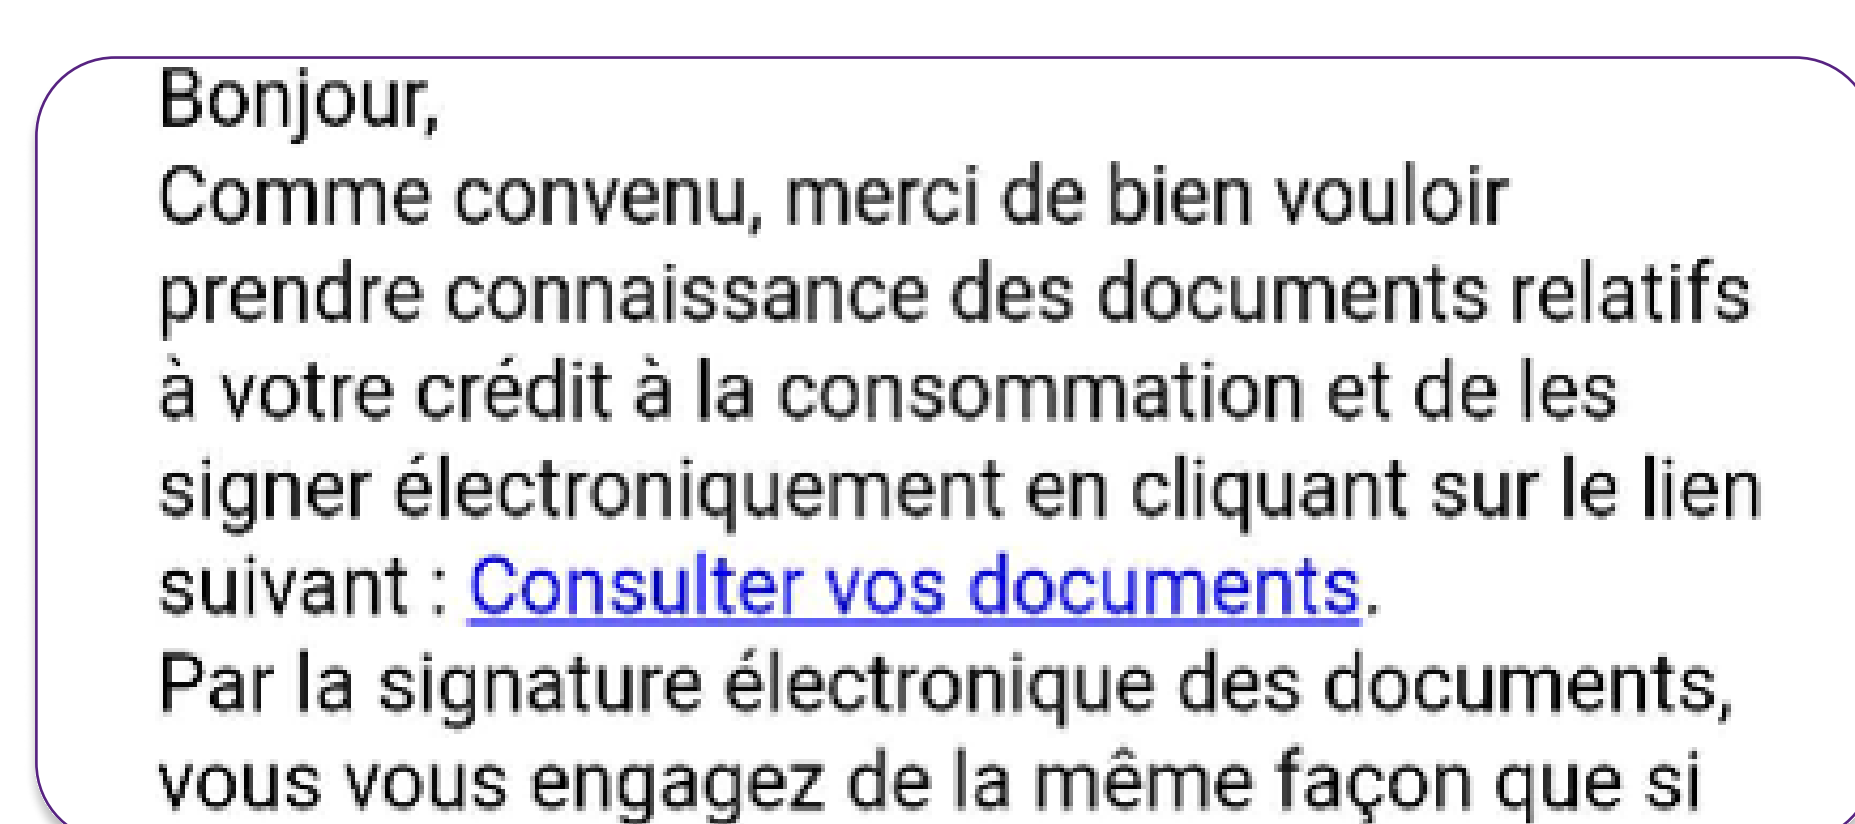 Bonjour,
Comme convenu, merci de bien vouloir
prendre connaissance des documents relatifs
à votre crédit à la consommation et de les
signer électroniquement en cliquant sur le lien
suivant : Consulter vos documents.
Par la signature électronique des documents,
vous vous engagez de la même façon que si